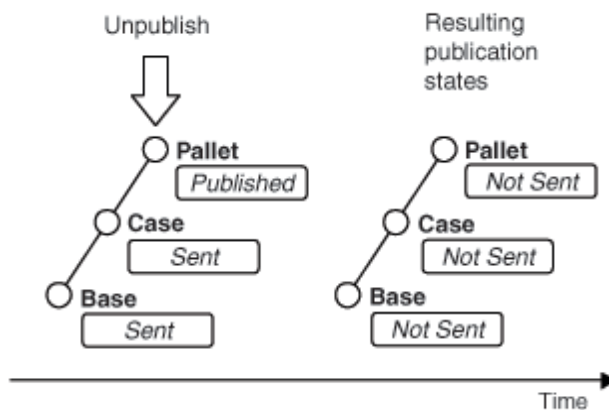 Unpublish
Resulting
publication
states
Pallet
Published
Case
Sent
Base
Sent
Pallet
Not Sent
Case
Not Sent
Base
Not Sent
Time